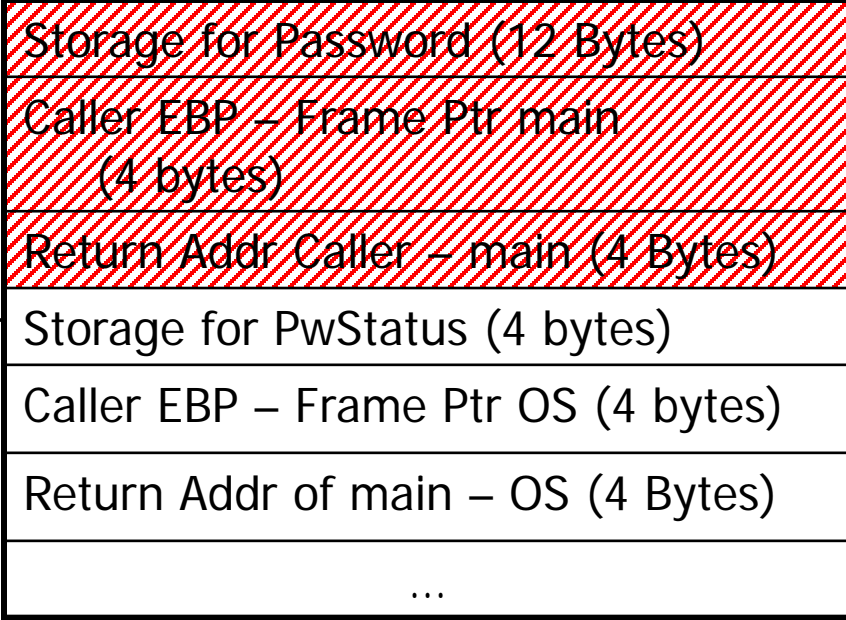 Storage for Password (12 Bytes)
Caller EBP – Frame Ptr main
(4 bytes)
Return Addr Caller – main (4 Bytes)
Storage for PwStatus (4 bytes)
Caller EBP – Frame Ptr OS (4 bytes)
Return Addr of main – OS (4 Bytes)
…